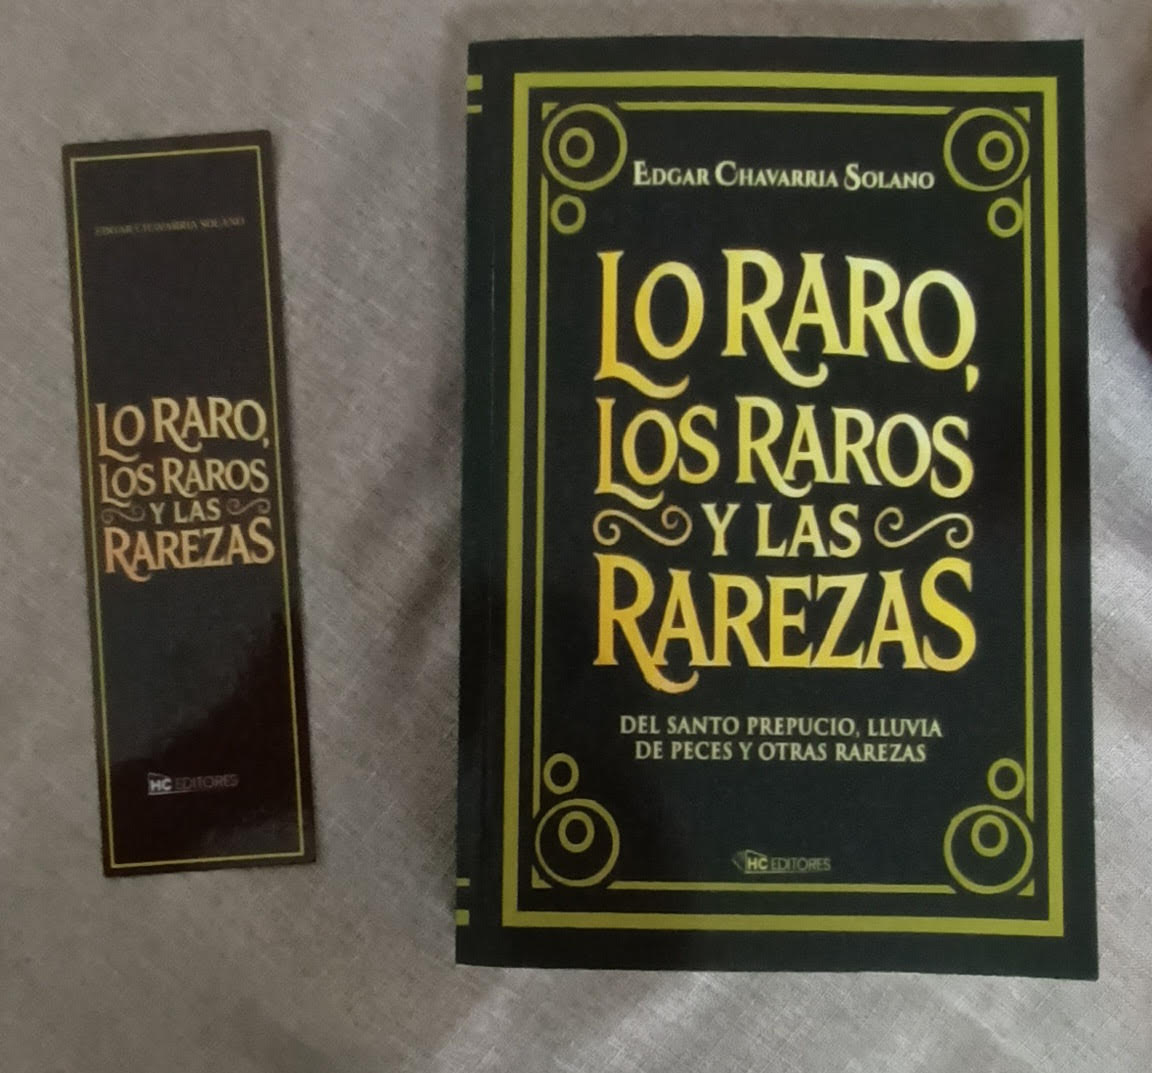 EDGAR CHAVARRIA SOLANO
LO RARO,
LOS RAROS
Y LAS
RAREZAS
HC EDITORES
EDGAR CHAVARRIA SOLANO
LO RARO,
LOS RAROS
Y LAS
RAREZAS
DEL SANTO PREPUCIO, LLUVIA
DE PECES Y OTRAS RAREZAS
HC EDITORES